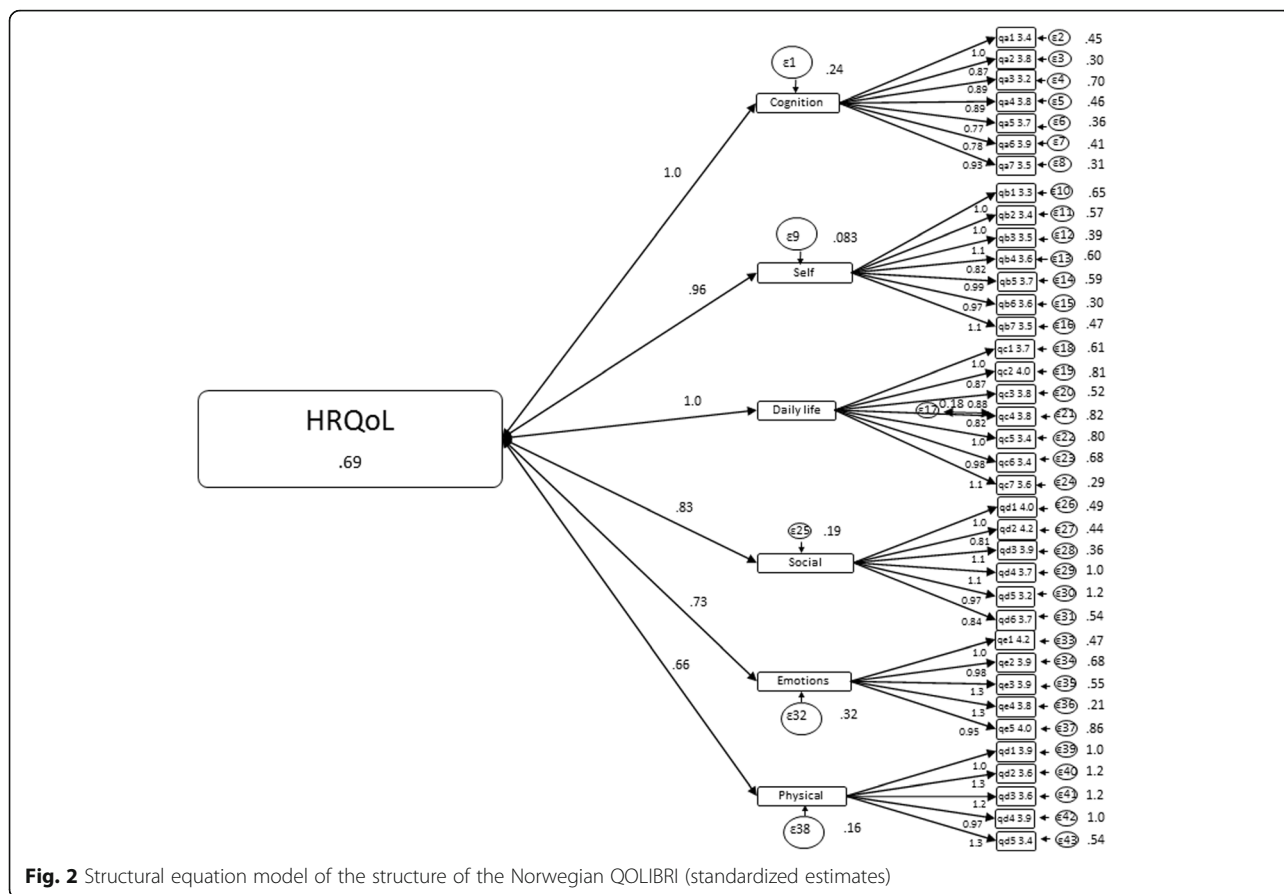 qa1 3.4 ε2 .45
1.0
qa2 3.8 ε3 .30
0.87
qa3 3.2 ε4 .70
0.89
qa4 3.8 ε5 .46
0.89
qa5 3.7 ε6 .36
0.77
qa6 3.9 ε7 .41
0.78
qa7 3.5 ε8 .31
0.93
ε1 .24
Cognition
1.0
qb1 3.3 ε10 .65
1.0
qb2 3.4 ε11 .57
1.0
qb3 3.5 ε12 .39
1.1
qb4 3.6 ε13 .60
0.82
qb5 3.7 ε14 .59
0.99
qb6 3.6 ε15 .30
0.97
qb7 3.5 ε16 .47
1.1
ε9 .083
Self
.96
qc1 3.7 ε18 .61
1.0
qc2 4.0 ε19 .81
0.87
qc3 3.8 ε20 .52
0.88
ε17 0.18
qc4 3.8 ε21 .82
0.82
qc5 3.4 ε22 .80
1.0
qc6 3.4 ε23 .68
0.98
qc7 3.6 ε24 .29
1.1
Daily life
1.0
HRQoL
.69
qd1 4.0 ε26 .49
1.0
qd2 4.2 ε27 .44
0.81
qd3 3.9 ε28 .36
1.1
qd4 3.7 ε29 1.0
1.1
qd5 3.2 ε30 1.2
0.97
qd6 3.7 ε31 .54
0.84
ε25 .19
Social
.83
qe1 4.2 ε33 .47
1.0
qe2 3.9 ε34 .68
0.98
qe3 3.9 ε35 .55
1.3
qe4 3.8 ε36 .21
1.3
qe5 4.0 ε37 .86
0.95
Emotions
ε32 .32
.73
qd1 3.9 ε39 1.0
1.0
qd2 3.6 ε40 1.2
1.3
qd3 3.6 ε41 1.2
1.2
qd4 3.9 ε42 1.0
0.97
qd5 3.4 ε43 .54
1.3
Physical
ε38 .16
.66
Fig. 2 Structural equation model of the structure of the Norwegian QOLIBRI (standardized estimates)